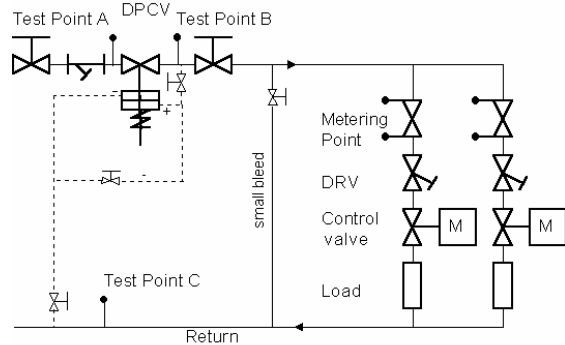 DPCV
Test Point A
Test Point B
-
+
-
Metering
Point
DRV
Control
valve
M
M
Load
small bleed
Test Point C
Return